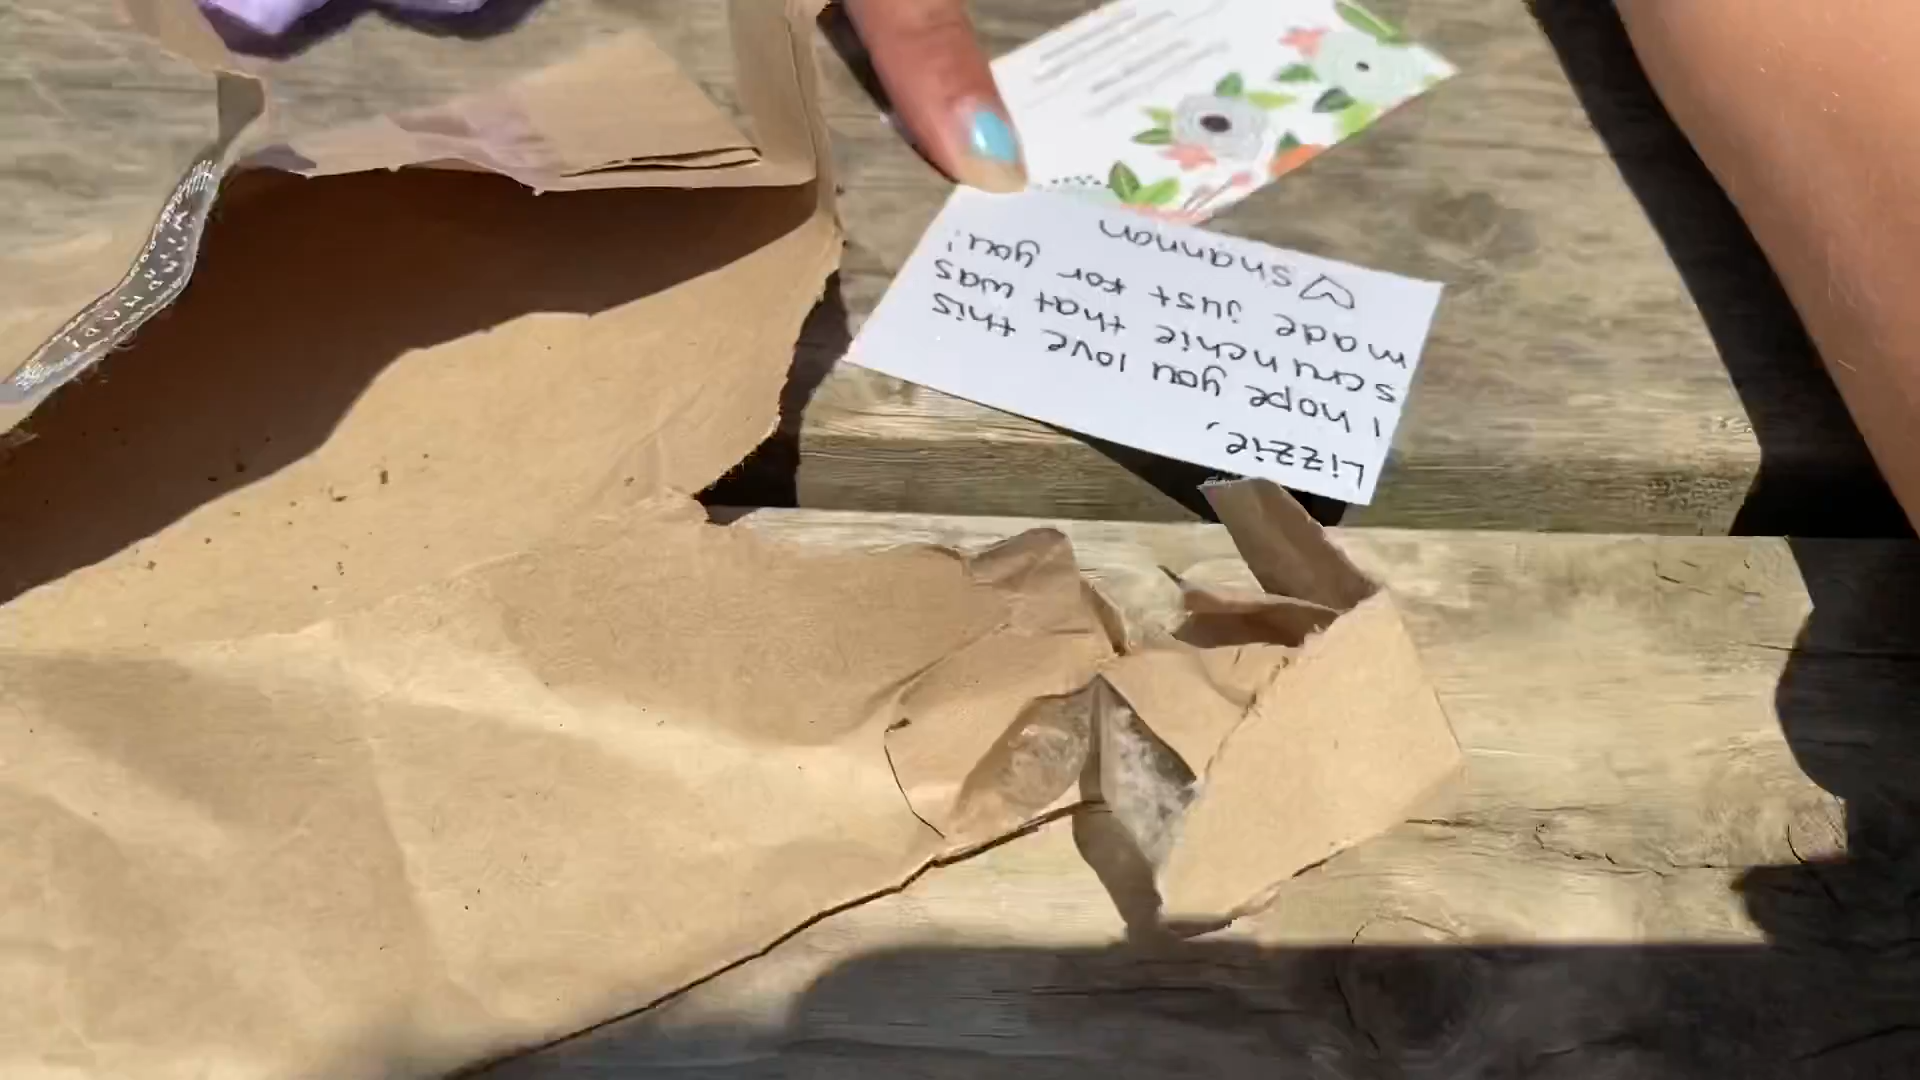 Lizzie,
I hope you love this
scrunchie that was
made just for you!
♡ Shannon